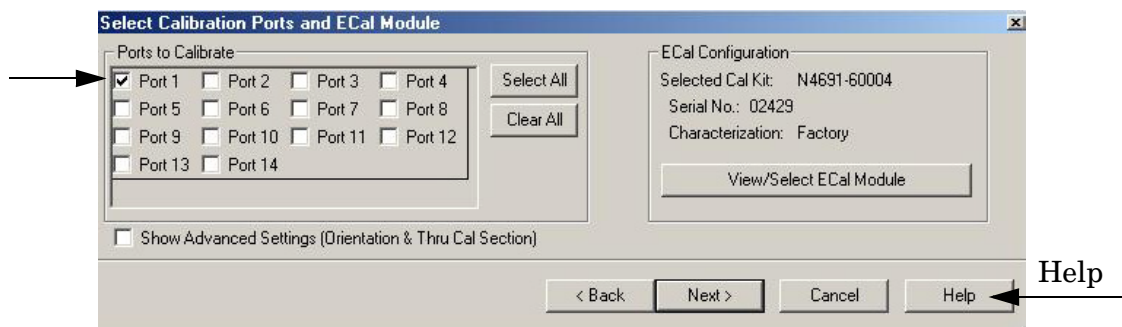 Select Calibration Ports and ECal Module
Ports to Calibrate
Port 1 Port 2 Port 3 Port 4
Port 5 Port 6 Port 7 Port 8
Port 9 Port 10 Port 11 Port 12
Port 13 Port 14
Select All
Clear All
ECal Configuration
Selected Cal Kit: N4691-60004
Serial No.: 02429
Characterization: Factory
View/Select ECal Module
Show Advanced Settings (Orientation & Thru Cal Section)
< Back
Next >
Cancel
Help
Help